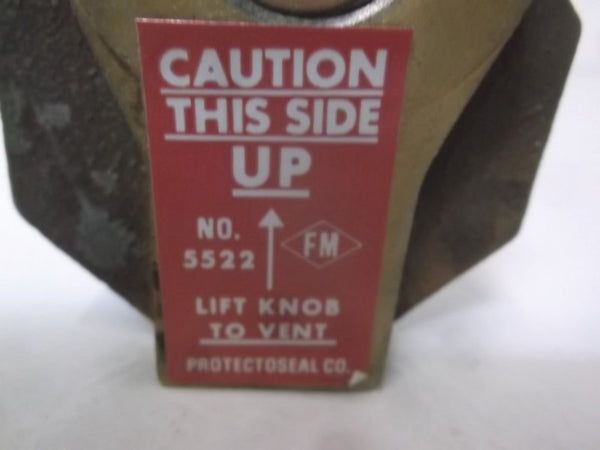 CAUTION
THIS SIDE
UP
NO.
5522
FM
LIFT KNOB
TO VENT
PROTECTOSEAL CO.